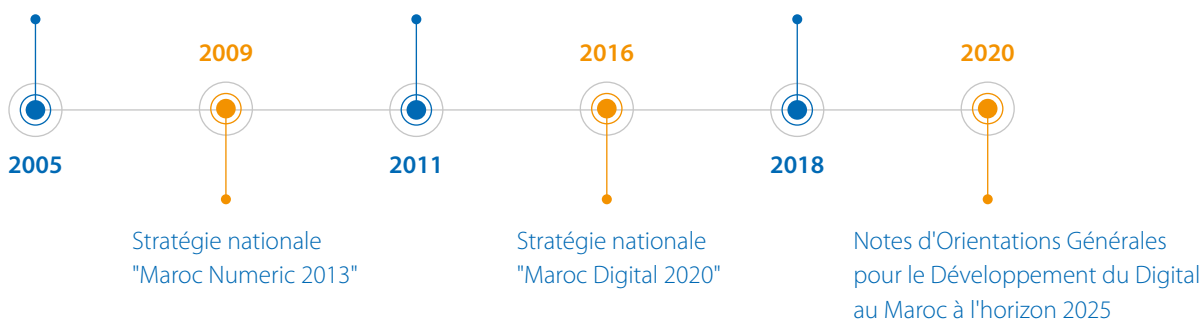 2009
2016
2020
2005
2011
2018
Stratégie nationale
"Maroc Numeric 2013"
Stratégie nationale
"Maroc Digital 2020"
Notes d'Orientations Générales
pour le Développement du Digital
au Maroc à l'horizon 2025